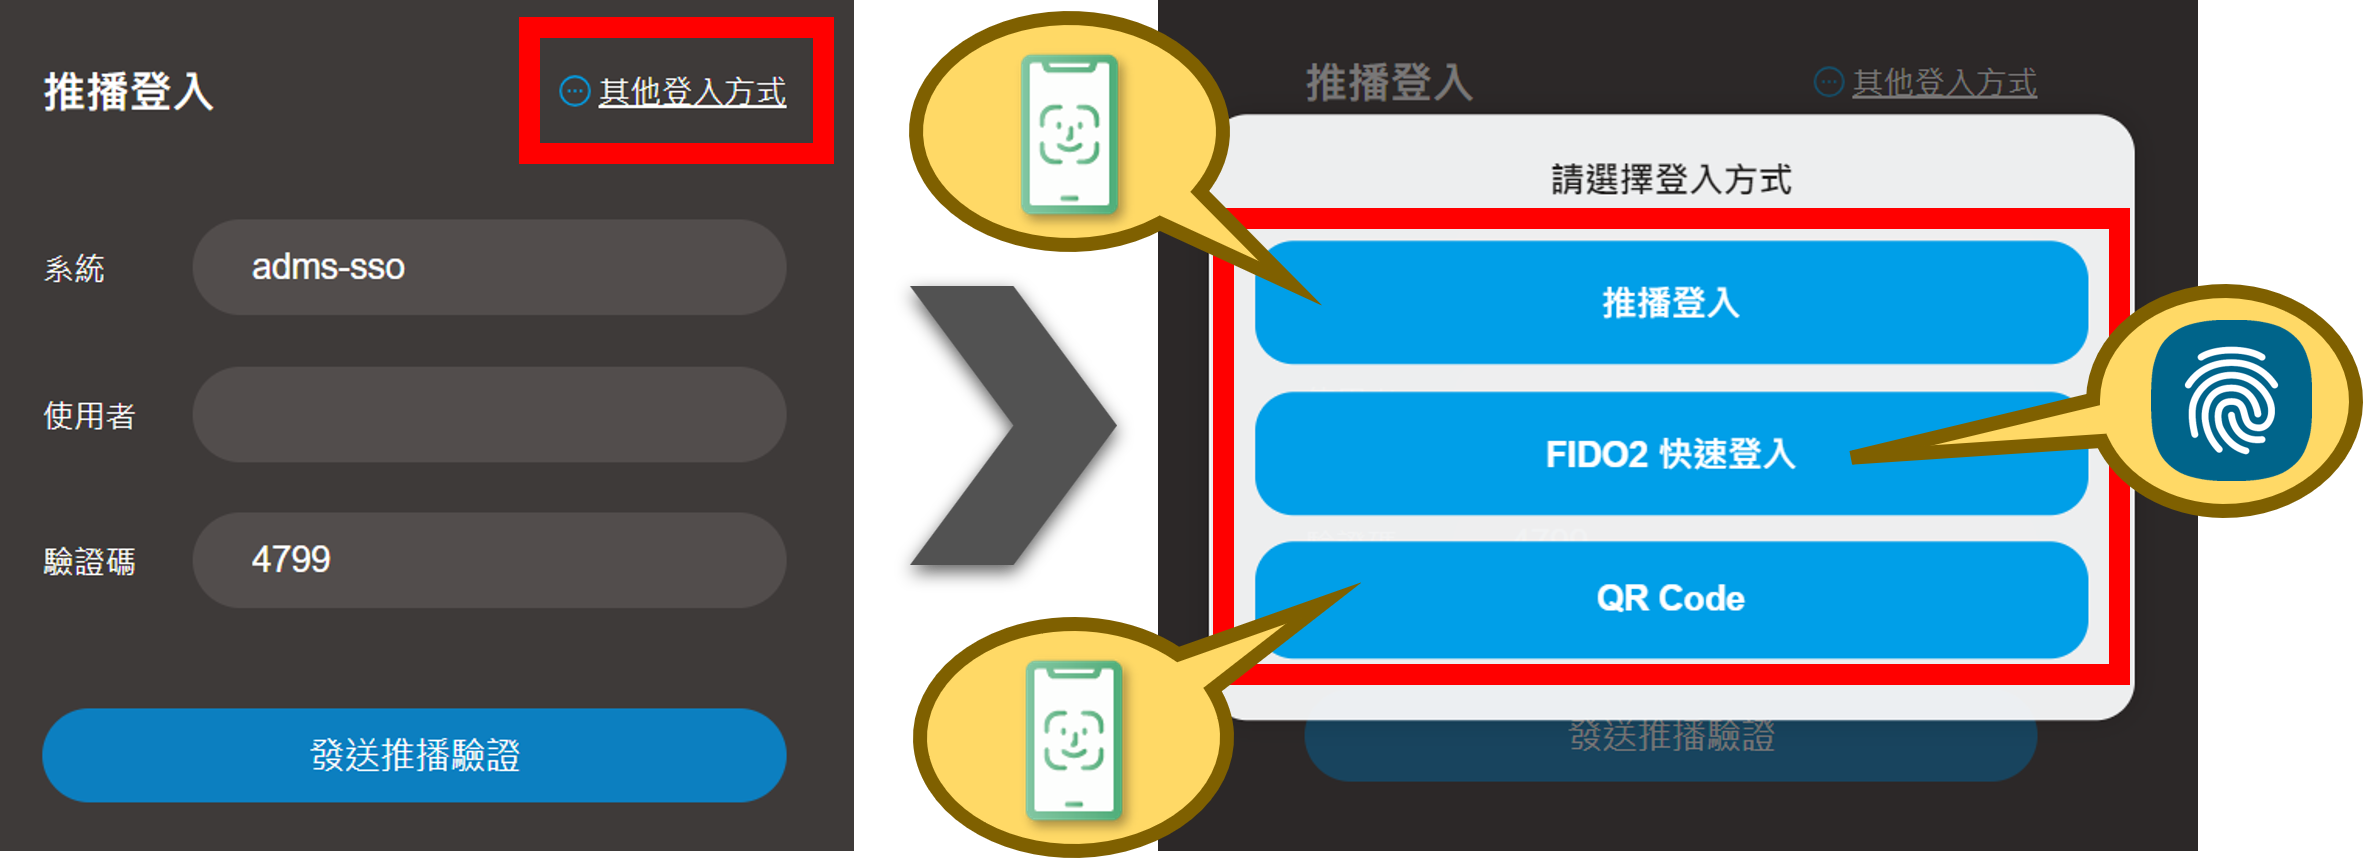 推播登入
其他登入方式
系統
adms-sso
使用者
驗證碼
4799
發送推播驗證
推播登入
其他登入方式
請選擇登入方式
推播登入
FIDO2 快速登入
QR Code
發送推播驗證